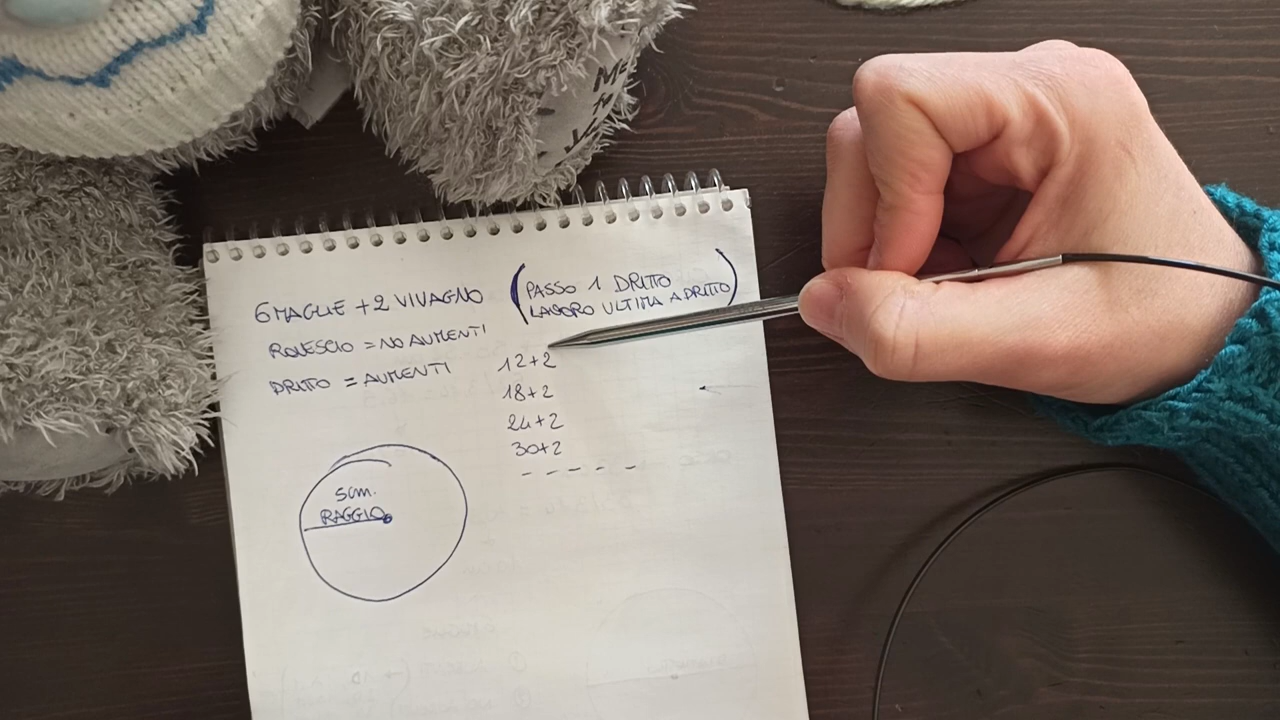 6 MAGLIE + 2 VIVAGNO
(PASSO 1 DRITTO
LAVORO ULTIMA A DRITTO)
ROVESCIO = NO AUMENTI
DRITTO = AUMENTI
12+2
18+2
24+2
30+2
- - - - -
5cm.
RAGGIO